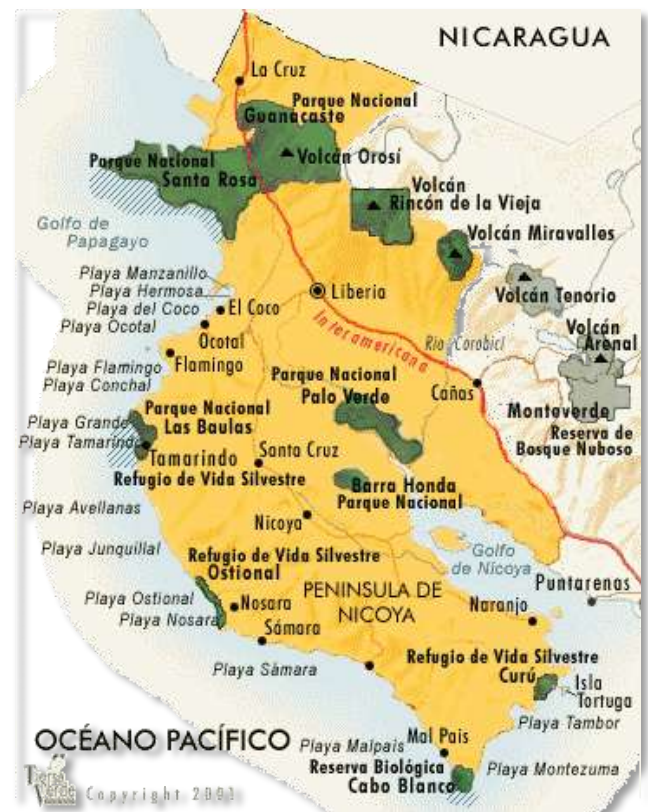 NICARAGUA
La Cruz
Parque Nacional
Guanacaste
Volcán Orosí
Parque Nacional
Santa Rosa
Volcán
Rincón de la Vieja
Volcán Miravalles
Golfo de
Papagayo
Playa Manzanillo
Playa Hermosa
Playa del Coco
Playa Ocotal
El Coco
Ocotal
Liberia
Volcán Tenorio
Interamericana
Rio Corobicí
Volcán
Arenal
Playa Flamingo
Playa Conchal
Flamingo
Parque Nacional
Palo Verde
Cañas
Monteverde
Reserva de
Bosque Nuboso
Playa Grande
Playa Tamarindo
Parque Nacional
Las Baulas
Tamarindo
Refugio de Vida Silvestre
Santa Cruz
Barra Honda
Parque Nacional
Playa Avellanas
Nicoya
Playa Junquillal
Refugio de Vida Silvestre
Ostional
Golfo
de Nicoya
PENINSULA DE
NICOYA
Puntarenas
Playa Ostional
Playa Nosara
Nosara
Naranjo
Sámara
Playa Sámara
Refugio de Vida Silvestre
Curú
Isla
Tortuga
Playa Tambor
OCÉANO PACÍFICO
Playa Malpais
Mal Pais
Reserva Biológica
Cabo Blanco
Playa Montezuma
Tierra
Verde
Copyright 2001